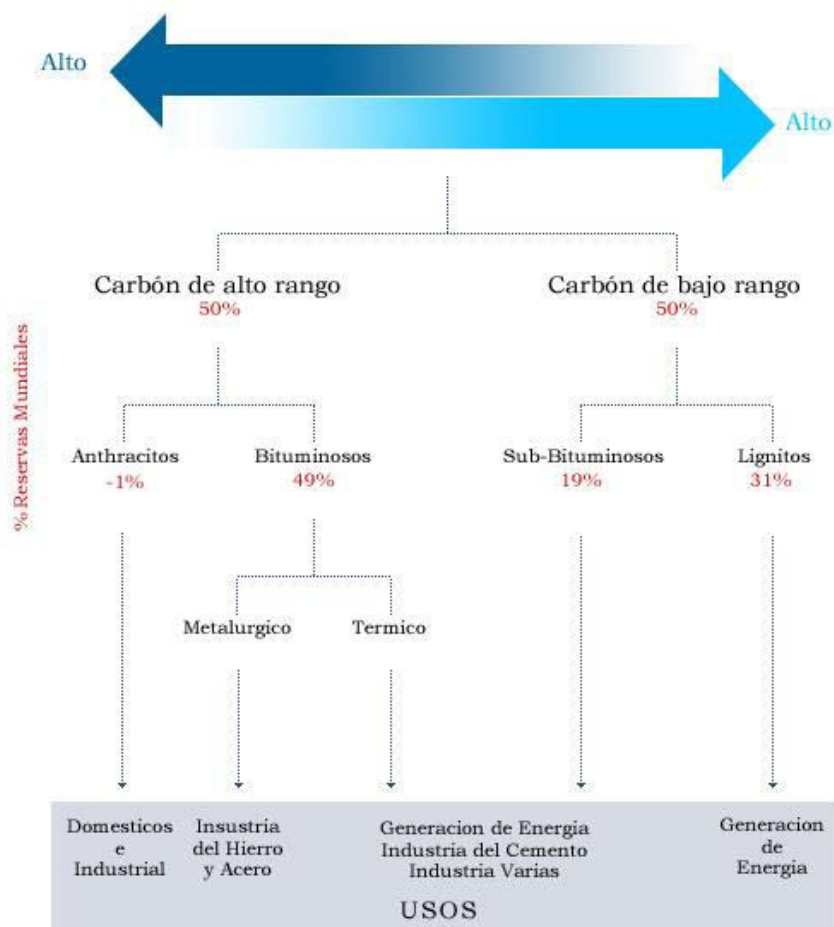 Alto
Alto
Carbón de alto rango
50%
Carbón de bajo rango
50%
% Reservas Mundiales
Anthracitos
-1%
Bituminosos
49%
Sub-Bituminosos
19%
Lignitos
31%
Metalurgico
Termico
Domesticos
e
Industrial
Insustria
del Hierro
y Acero
Generacion de Energia
Industria del Cemento
Industria Varias
Generacion
de
Energia
USOS